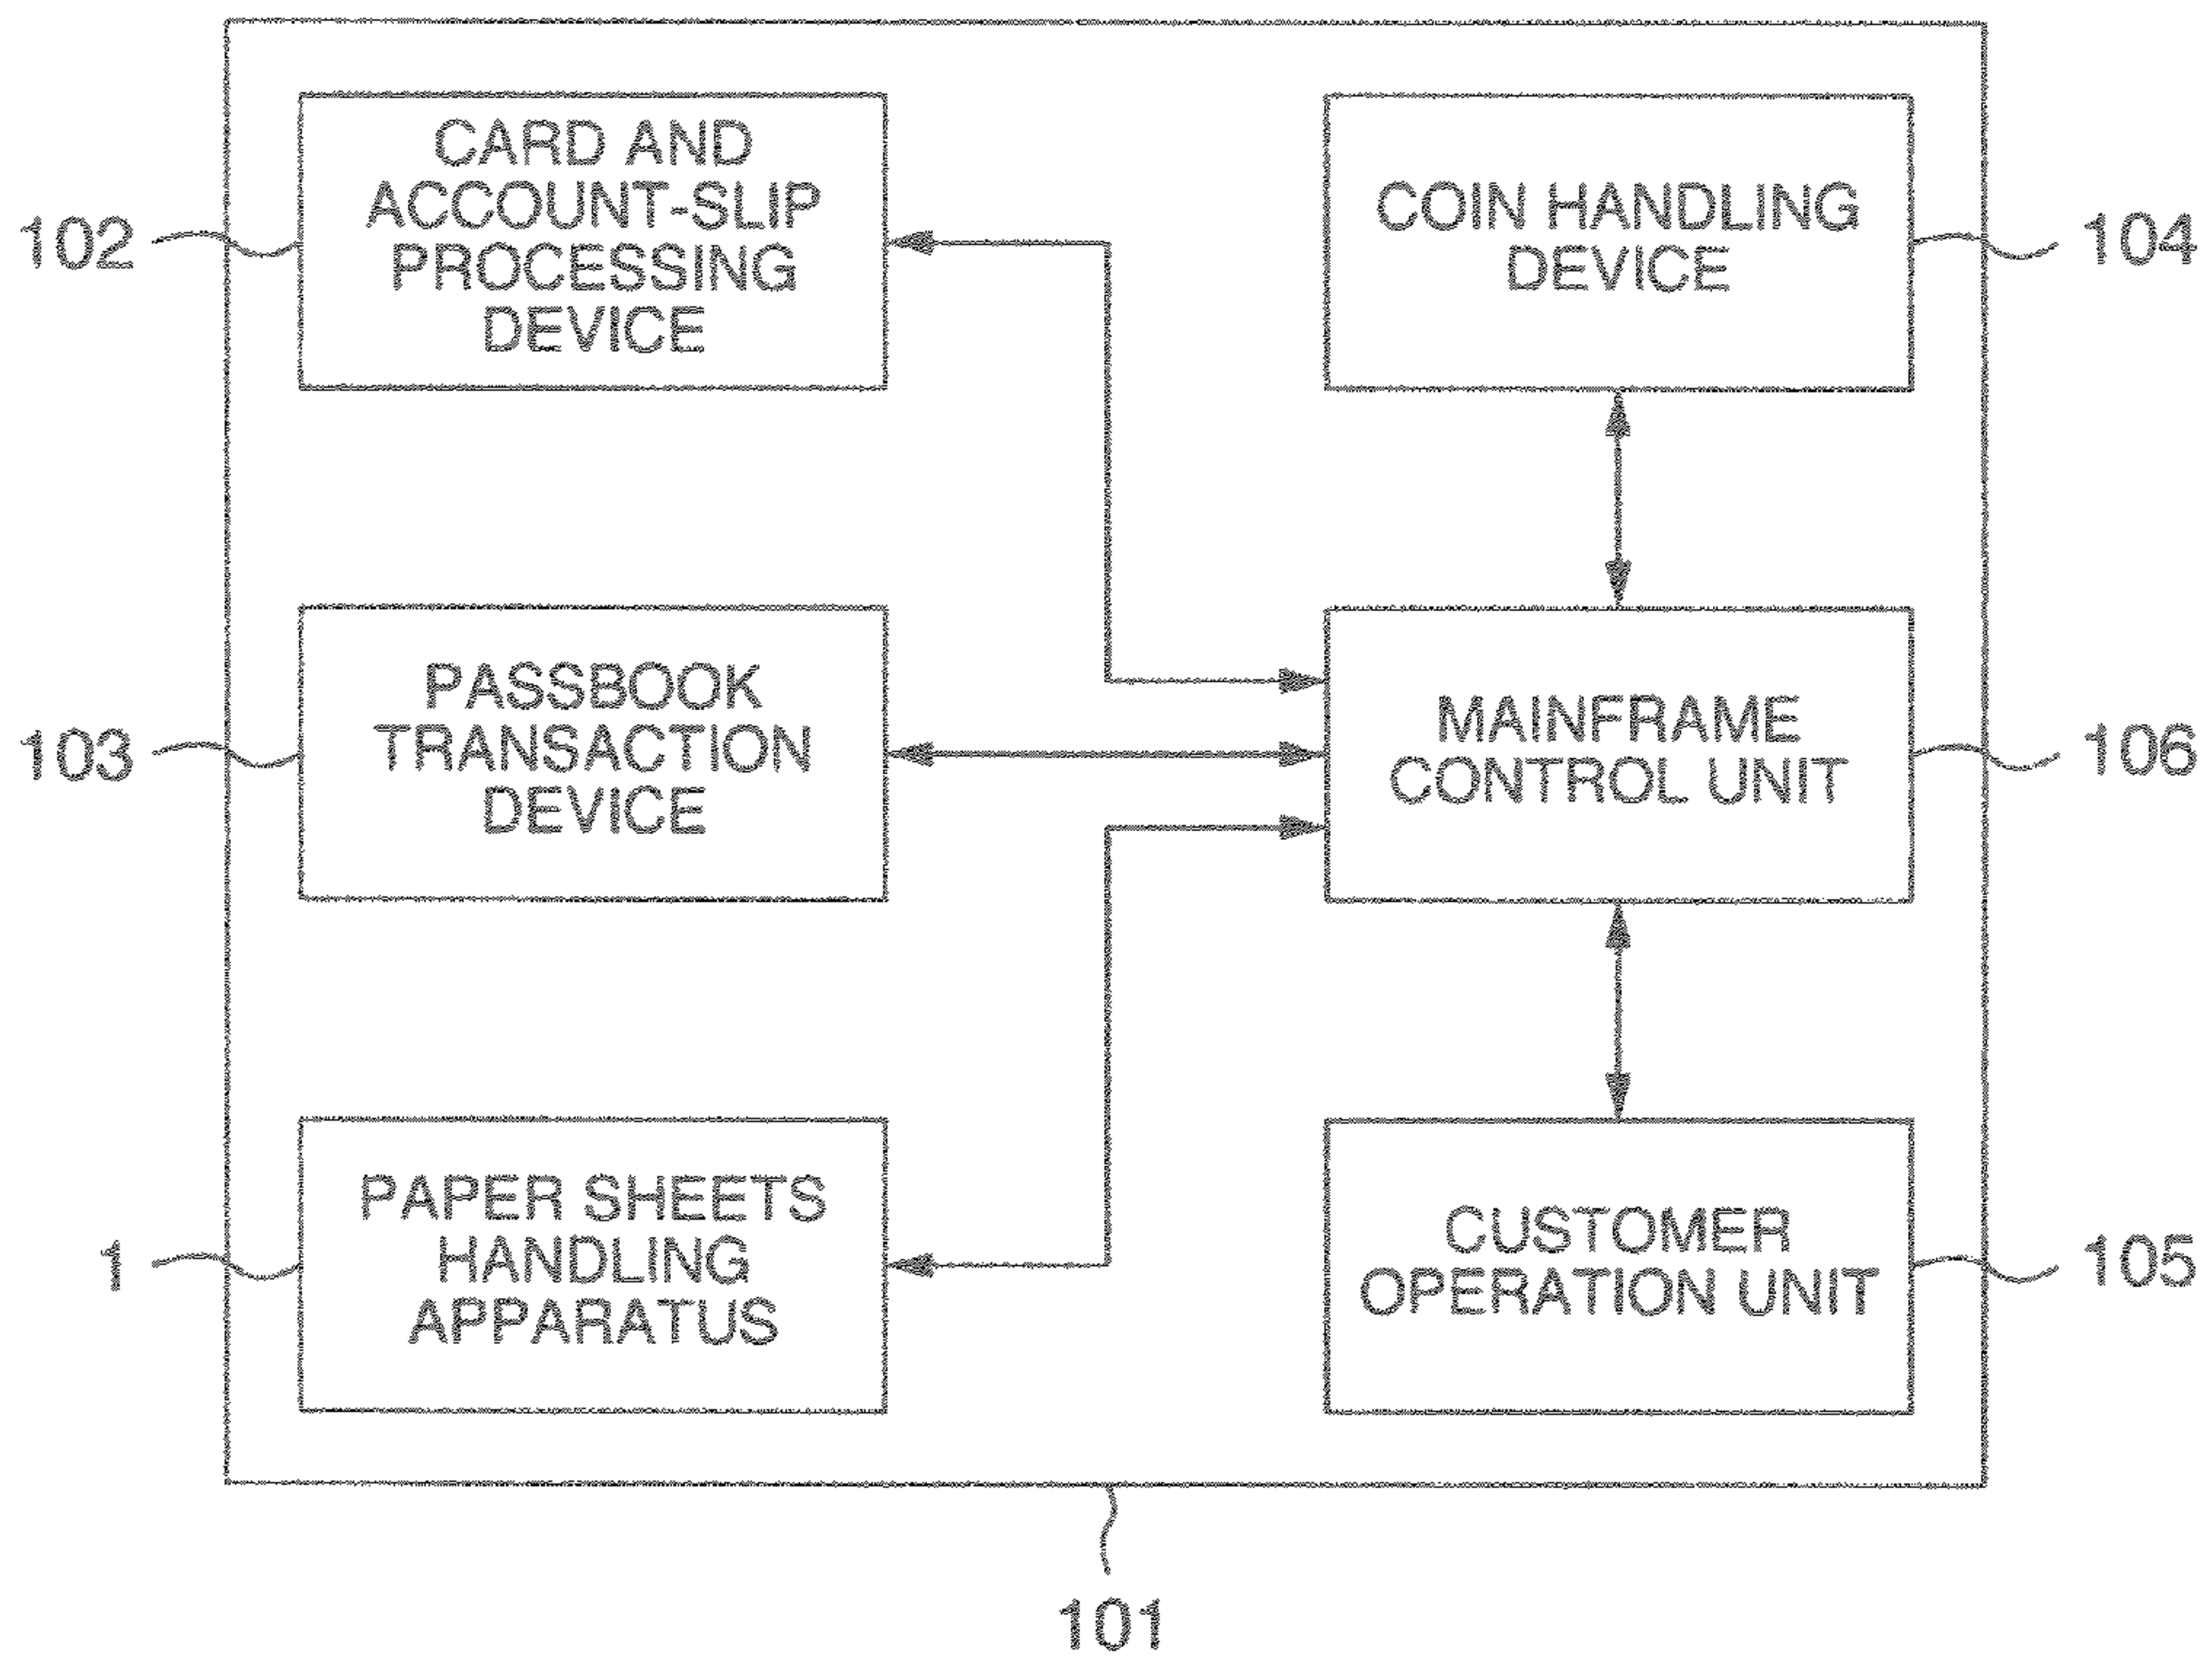 CARD AND
ACCOUNT-SLIP
PROCESSING
DEVICE
102
COIN HANDLING
DEVICE
104
PASSBOOK
TRANSACTION
DEVICE
103
MAINFRAME
CONTROL UNIT
106
PAPER SHEETS
HANDLING
APPARATUS
1
CUSTOMER
OPERATION UNIT
105
101